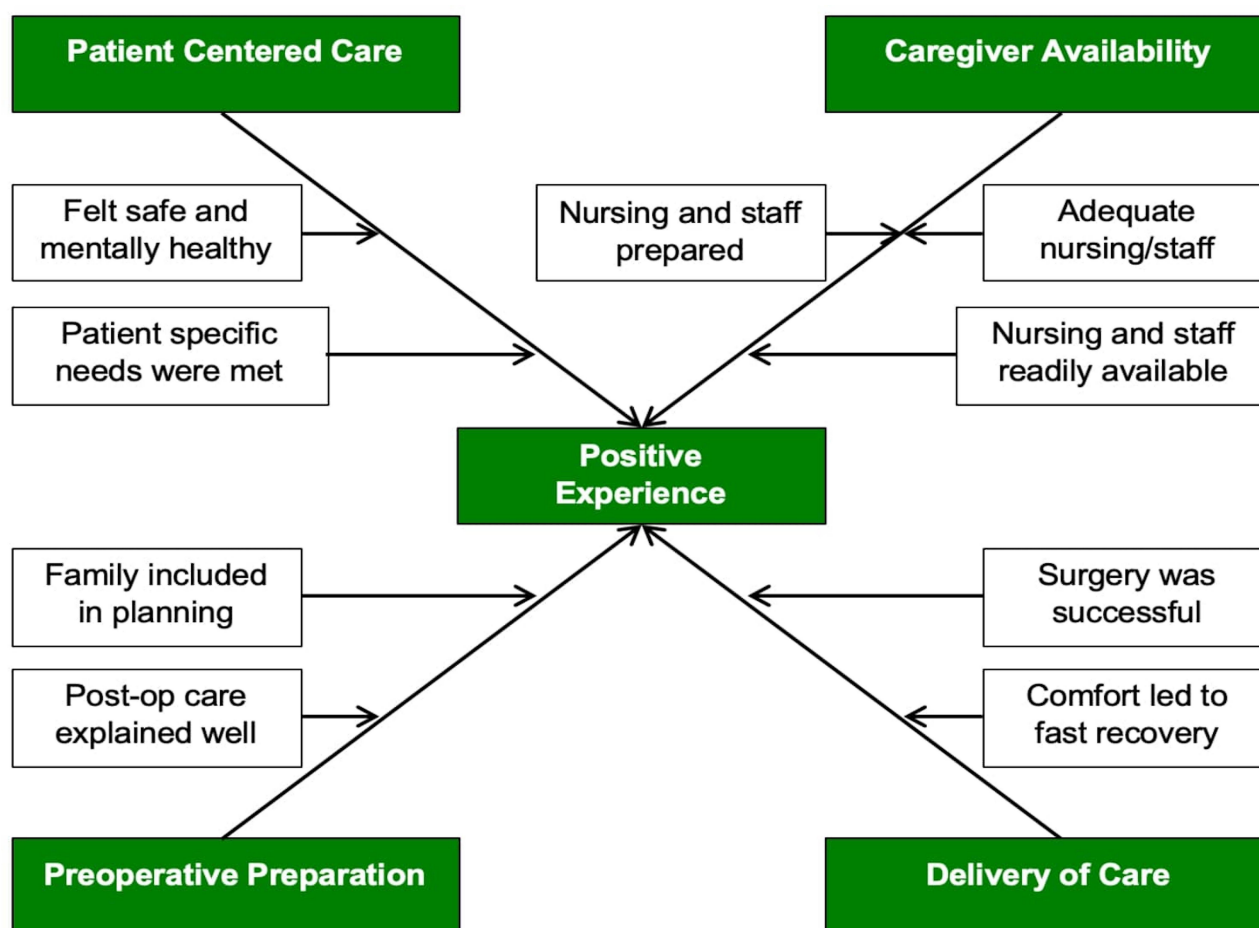 Patient Centered Care
Caregiver Availability
Felt safe and
mentally healthy
Nursing and staff
prepared
Adequate
nursing/staff
Patient specific
needs were met
Nursing and staff
readily available
Positive
Experience
Family included
in planning
Surgery was
successful
Post-op care
explained well
Comfort led to
fast recovery
Preoperative Preparation
Delivery of Care